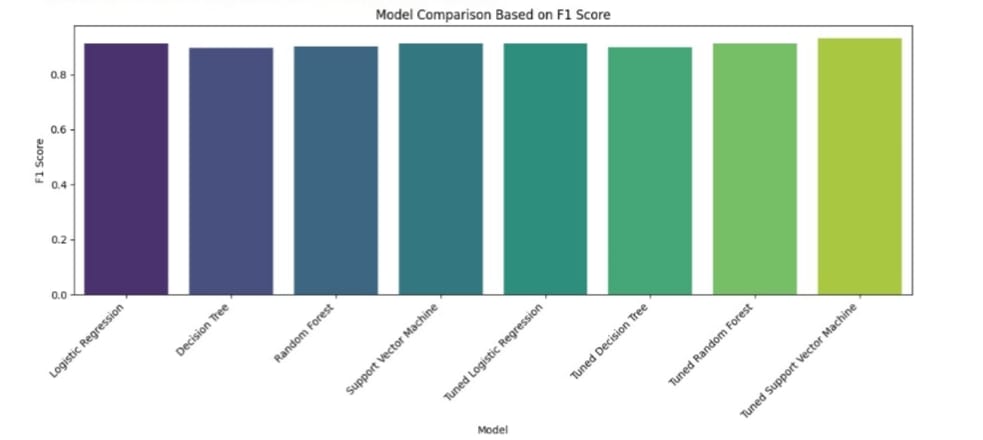 Model Comparison Based on F1 Score
F1 Score
0.8
0.6
0.4
0.2
0.0
Logistic Regression
Decision Tree
Random Forest
Support Vector Machine
Tuned Logistic Regression
Tuned Decision Tree
Tuned Random Forest
Tuned Support Vector Machine
Model